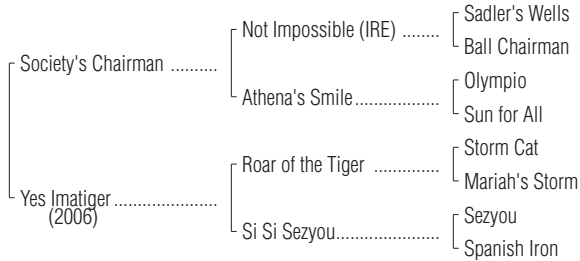 Sadler's Wells
Not Impossible (IRE) ........
Ball Chairman
Society's Chairman ..........
Olympio
Athena's Smile..................
Sun for All
Storm Cat
Roar of the Tiger ..............
Mariah's Storm
Yes Imatiger......................
(2006)
Sezyou
Si Si Sezyou......................
Spanish Iron